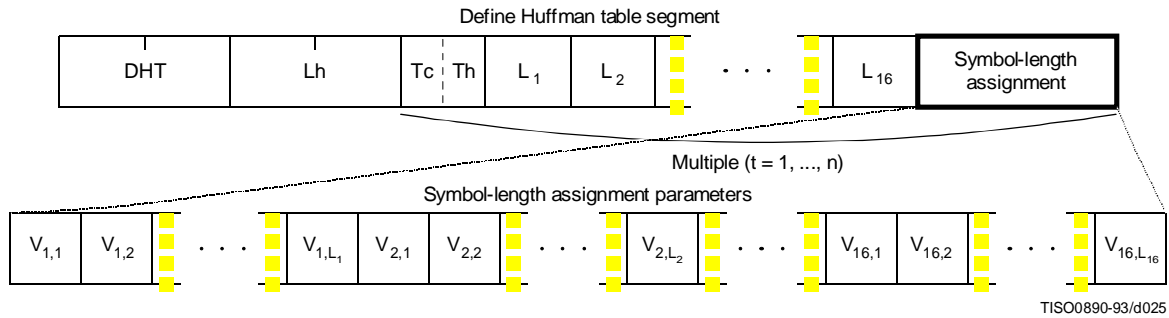 Define Huffman table segment
DHT Lh Tc Th L1 L2 . . . L16 Symbol-length assignment
Multiple (t = 1, ..., n)
Symbol-length assignment parameters
V1,1 V1,2 . . . V1,L1 V2,1 V2,2 . . . V2,L2 . . . V16,1 V16,2 . . . V16,L16
TISO0890-93/d025